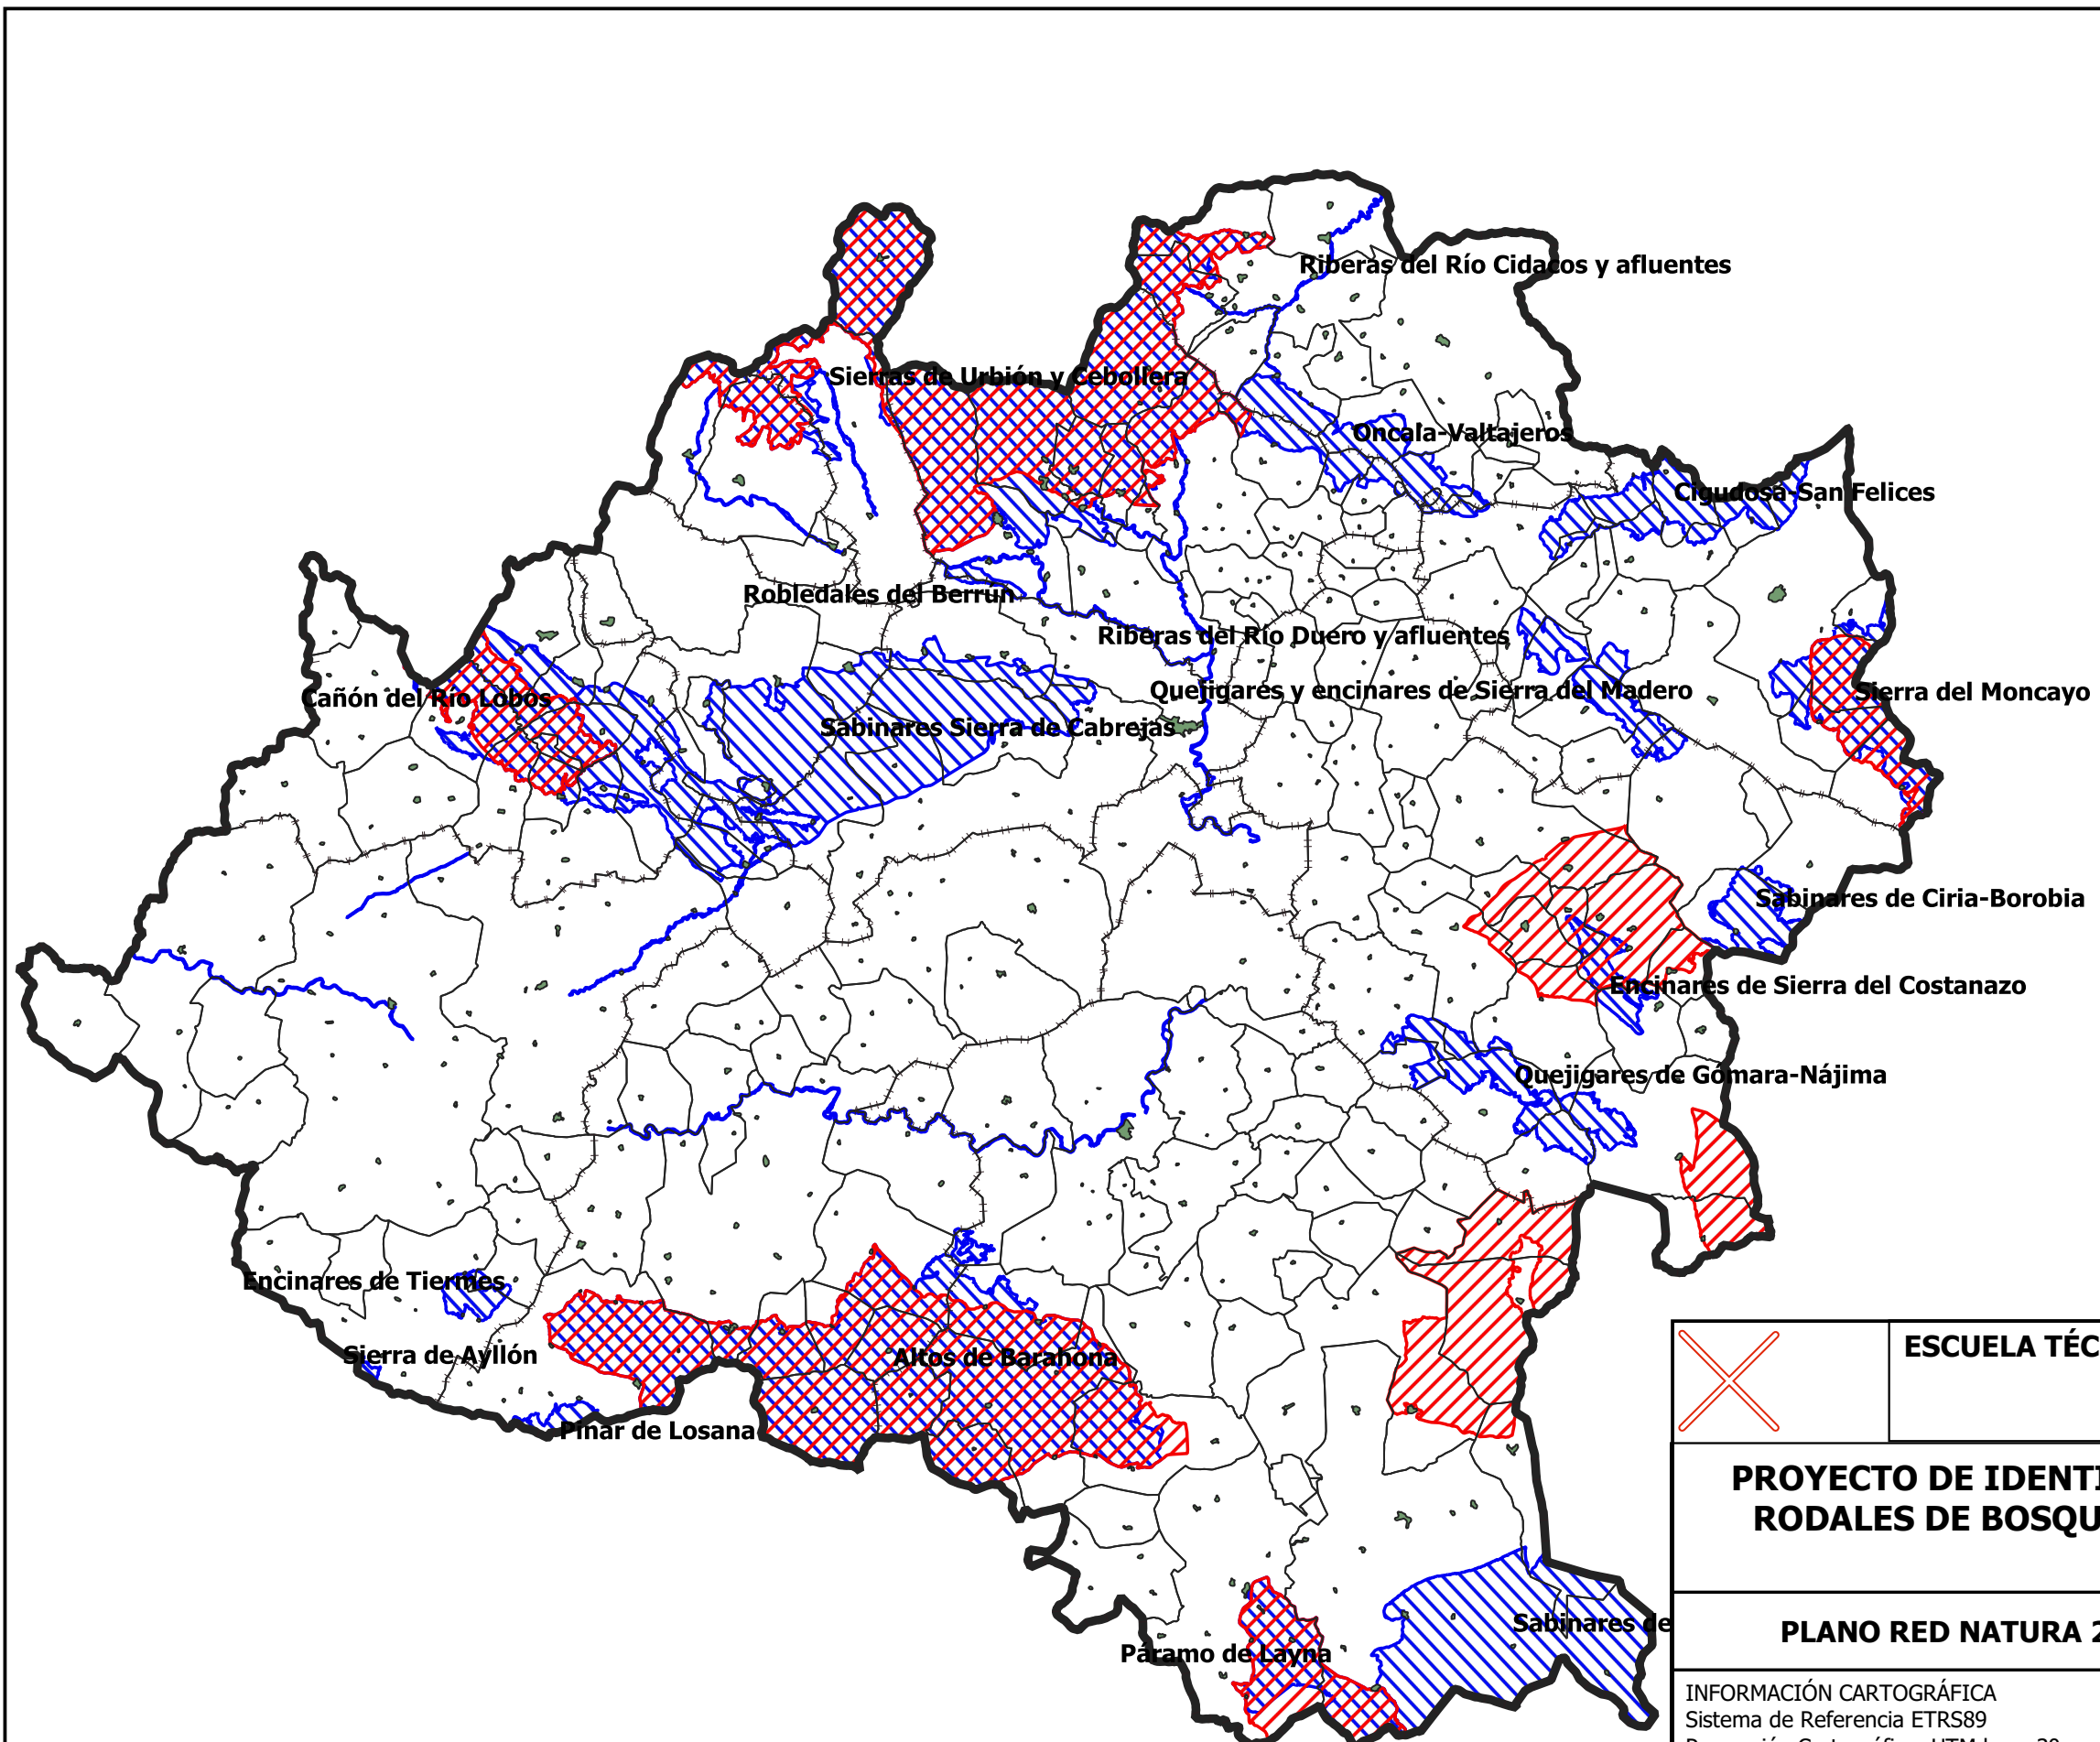 Riberas del Río Cidacos y afluentes
Sierras de Urbión y Cebollera
Oncala-Valtajeros
Cigudosa-San Felices
Robledales del Berrún
Riberas del Río Duero y afluentes
Quejigares y encinares de Sierra del Madero
Sierra del Moncayo
Cañón del Río Lobos
Sabinares Sierra de Cabrejas
Sabinares de Ciria-Borobia
Encinares de Sierra del Costanazo
Quejigares de Gómara-Nájima
Encinares de Tiermes
Sierra de Ayllón
Altos de Barahona
Pinar de Losana
Sabinares de
Páramo de Layna
ESCUELA TÉC
PROYECTO DE IDENTI
RODALES DE BOSQU
PLANO RED NATURA 2
INFORMACIÓN CARTOGRÁFICA
Sistema de Referencia ETRS89